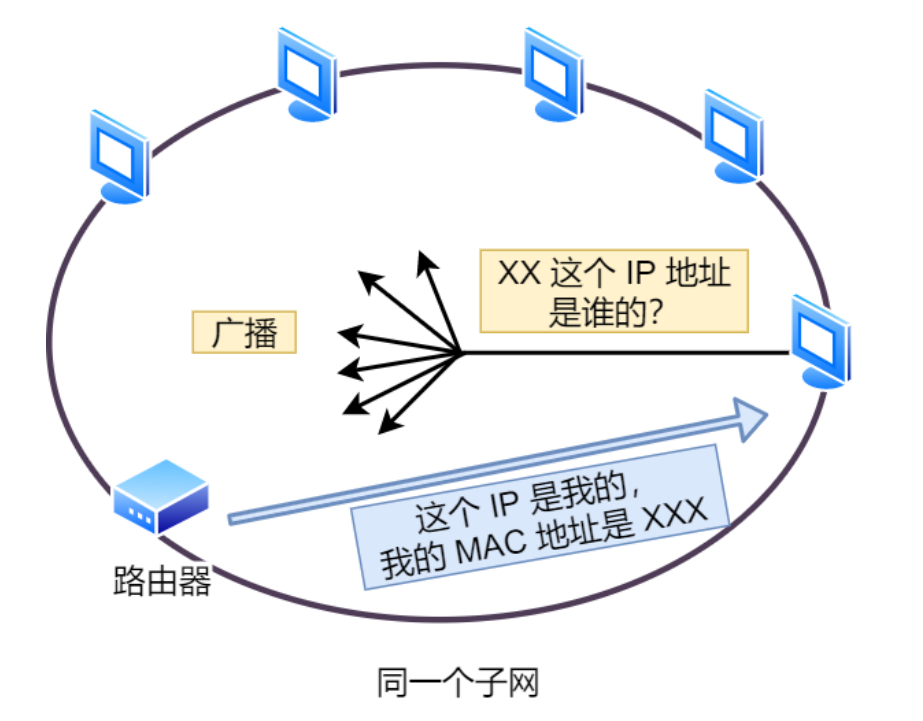 XX 这个 IP 地址
是谁的？
广播
这个 IP 是我的，
我的 MAC 地址是 XXX
路由器
同一个子网